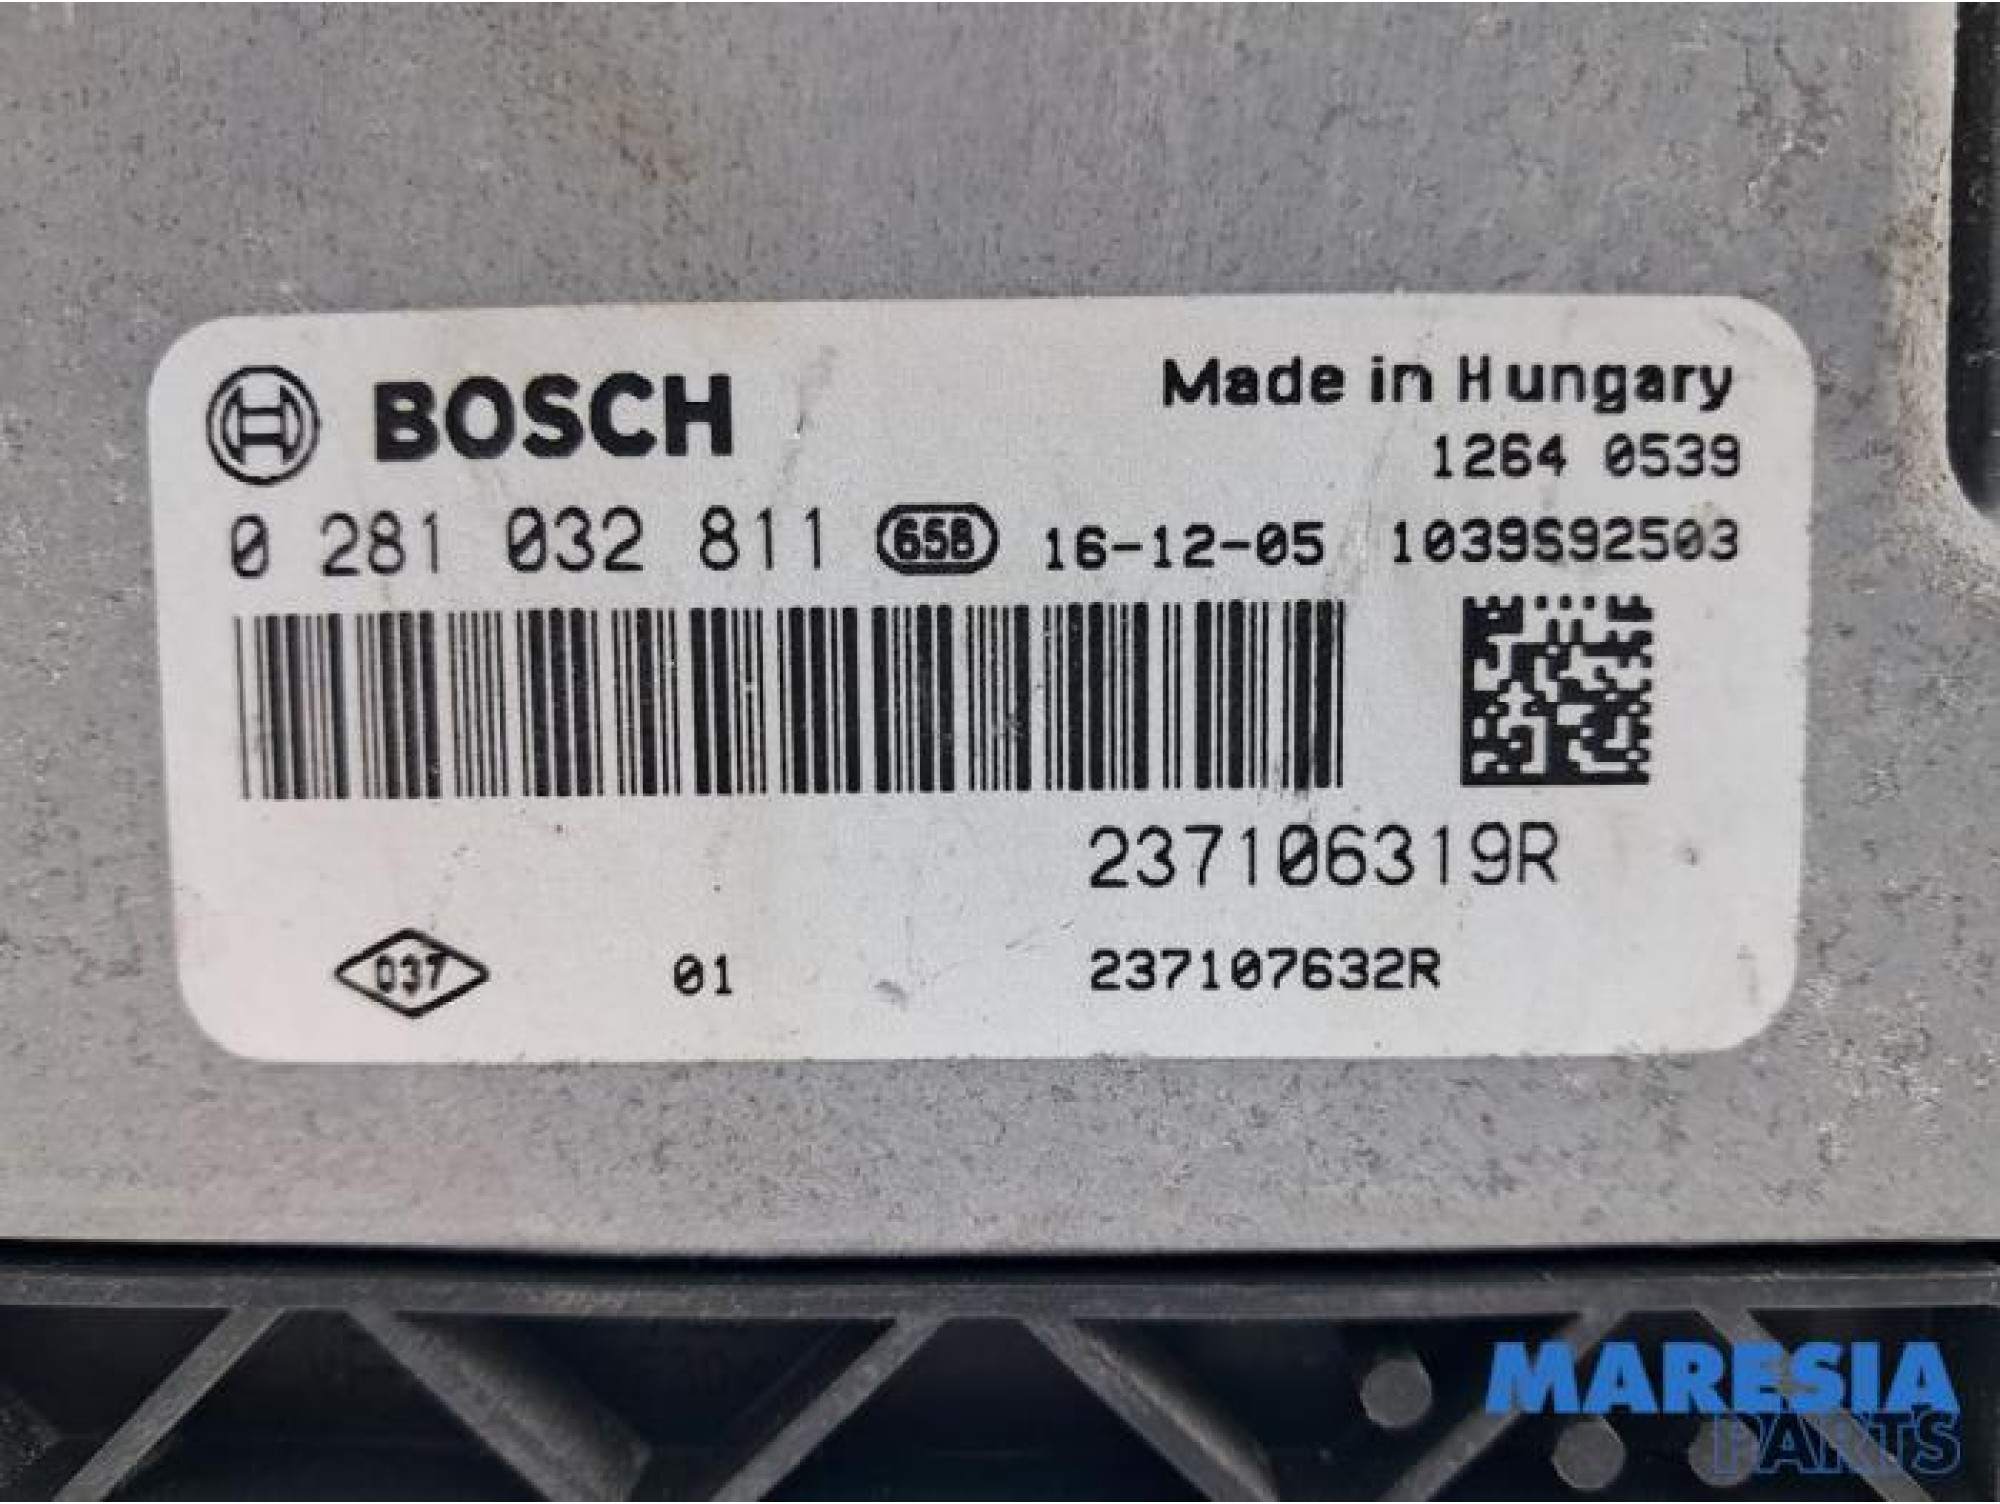 BOSCH
Made in Hungary
1264 0539
0 281 032 811 658 16-12-05 1039S92503
237106319R
037 01 237107632R
MARESIA
PARTS